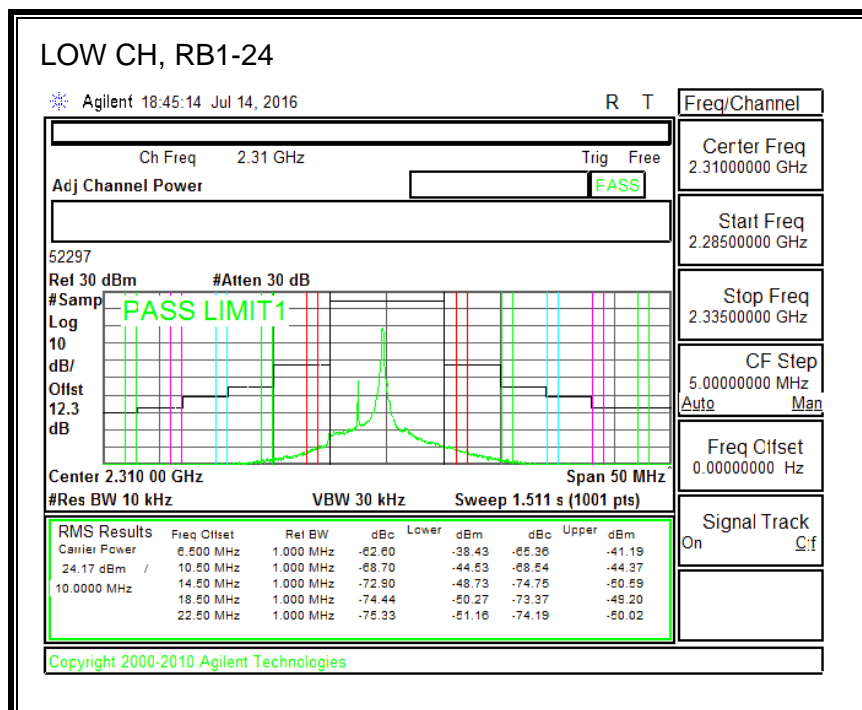 LOW CH, RB1-24
Agilent 18:45:14 Jul 14, 2016 R T
Freq/Channel
Ch Freq 2.31 GHz Trig Free
Adj Channel Power PASS
Center Freq
2.31000000 GHz
Start Freq
2.28500000 GHz
Stop Freq
2.33500000 GHz
CF Step
5.00000000 MHz
Auto Man
Freq Offset
0.00000000 Hz
Signal Track
On Off
52297
Ref 30 dBm #Atten 30 dB
#Samp
Log
10
dB/
Offst
12.3
dB
PASS LIMIT1
Center 2.310 00 GHz Span 50 MHz
#Res BW 10 kHz VBW 30 kHz Sweep 1.511 s (1001 pts)
RMS Results Freq Offset Ref BW dBc Lower dBm dBc Upper dBm
Carrier Power 6.500 MHz 1.000 MHz -62.60 -38.43 -65.36 -41.19
24.17 dBm / 10.50 MHz 1.000 MHz -68.70 -44.53 -68.54 -44.37
10.0000 MHz 14.50 MHz 1.000 MHz -72.90 -48.73 -74.75 -50.59
18.50 MHz 1.000 MHz -74.44 -50.27 -73.37 -49.20
22.50 MHz 1.000 MHz -75.33 -51.16 -74.19 -50.02
Copyright 2000-2010 Agilent Technologies